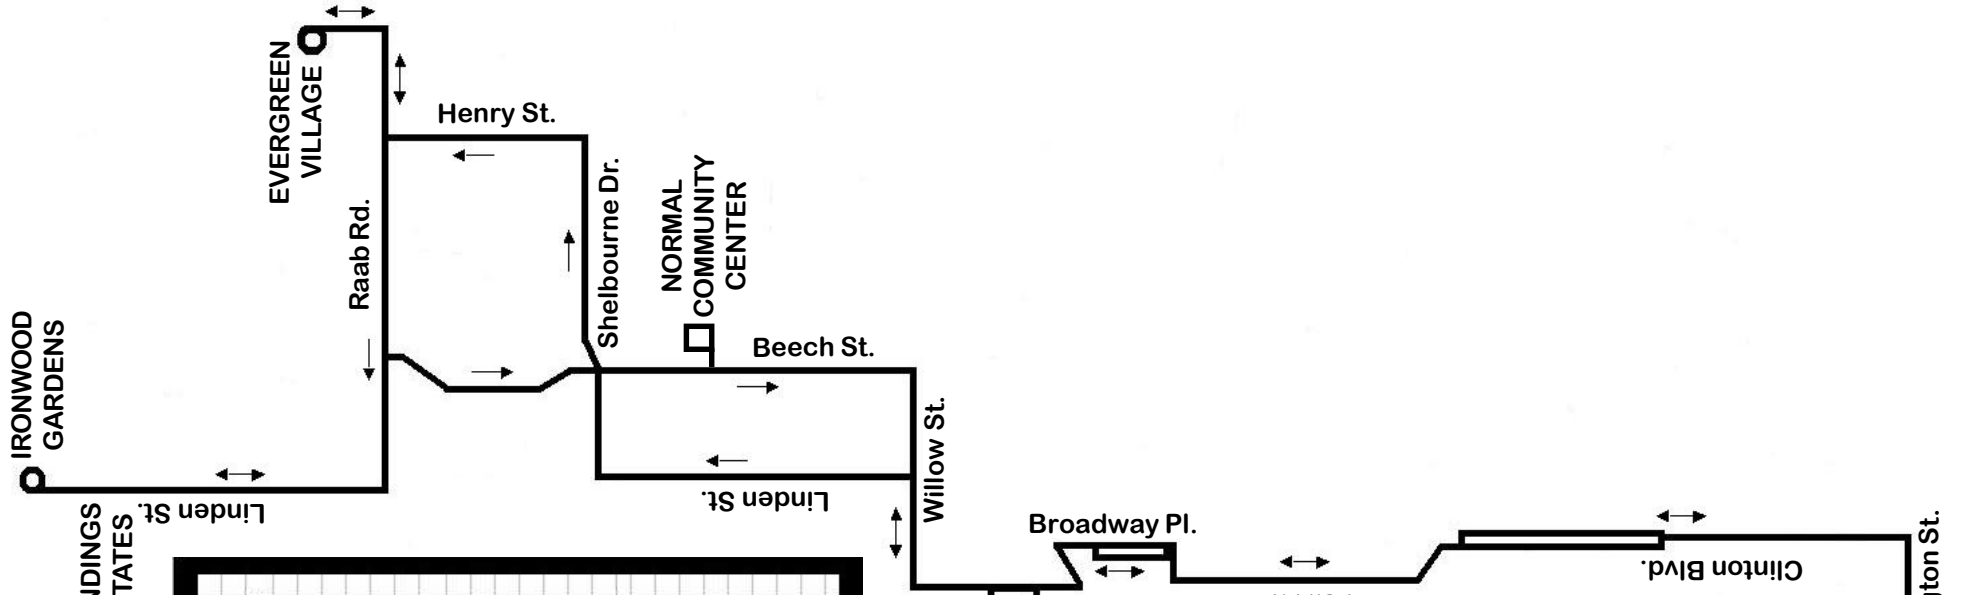 EVERGREEN
VILLAGE
Henry St.
Shelbourne Dr.
Raab Rd.
NORMAL
COMMUNITY
CENTER
Beech St.
IRONWOOD
GARDENS
Linden St.
Linden St.
Willow St.
Broadway Pl.
Clinton Blvd.